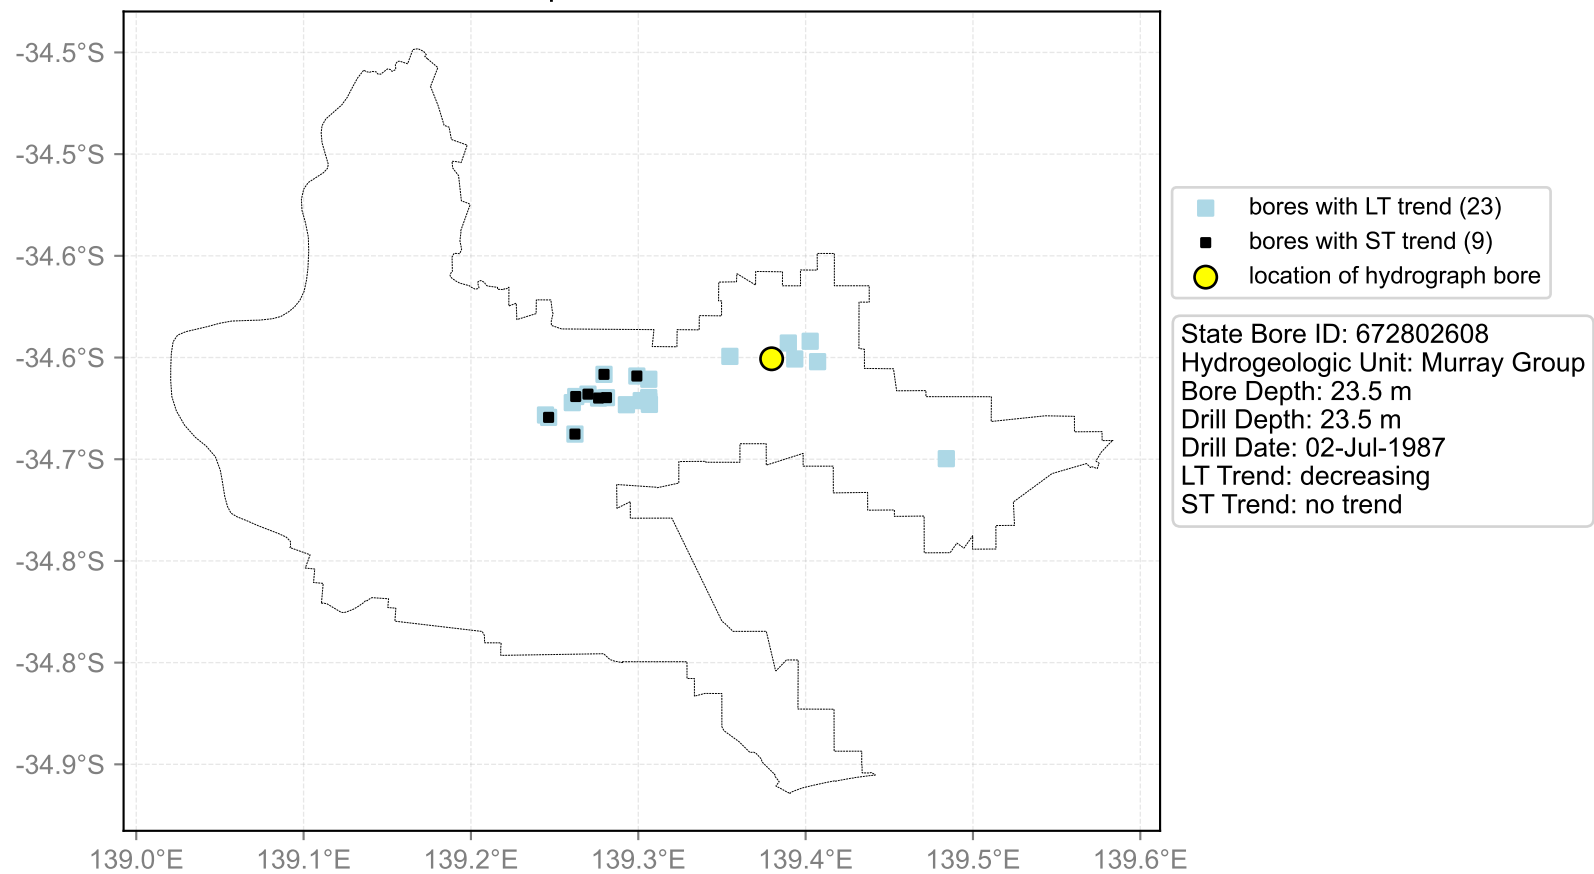 -34.5°S
-34.5°S
-34.6°S
-34.6°S
-34.7°S
-34.8°S
-34.8°S
-34.9°S
139.0°E
139.1°E
139.2°E
139.3°E
139.4°E
139.5°E
139.6°E
bores with LT trend (23)
bores with ST trend (9)
location of hydrograph bore
State Bore ID: 672802608
Hydrogeologic Unit: Murray Group
Bore Depth: 23.5 m
Drill Depth: 23.5 m
Drill Date: 02-Jul-1987
LT Trend: decreasing
ST Trend: no trend